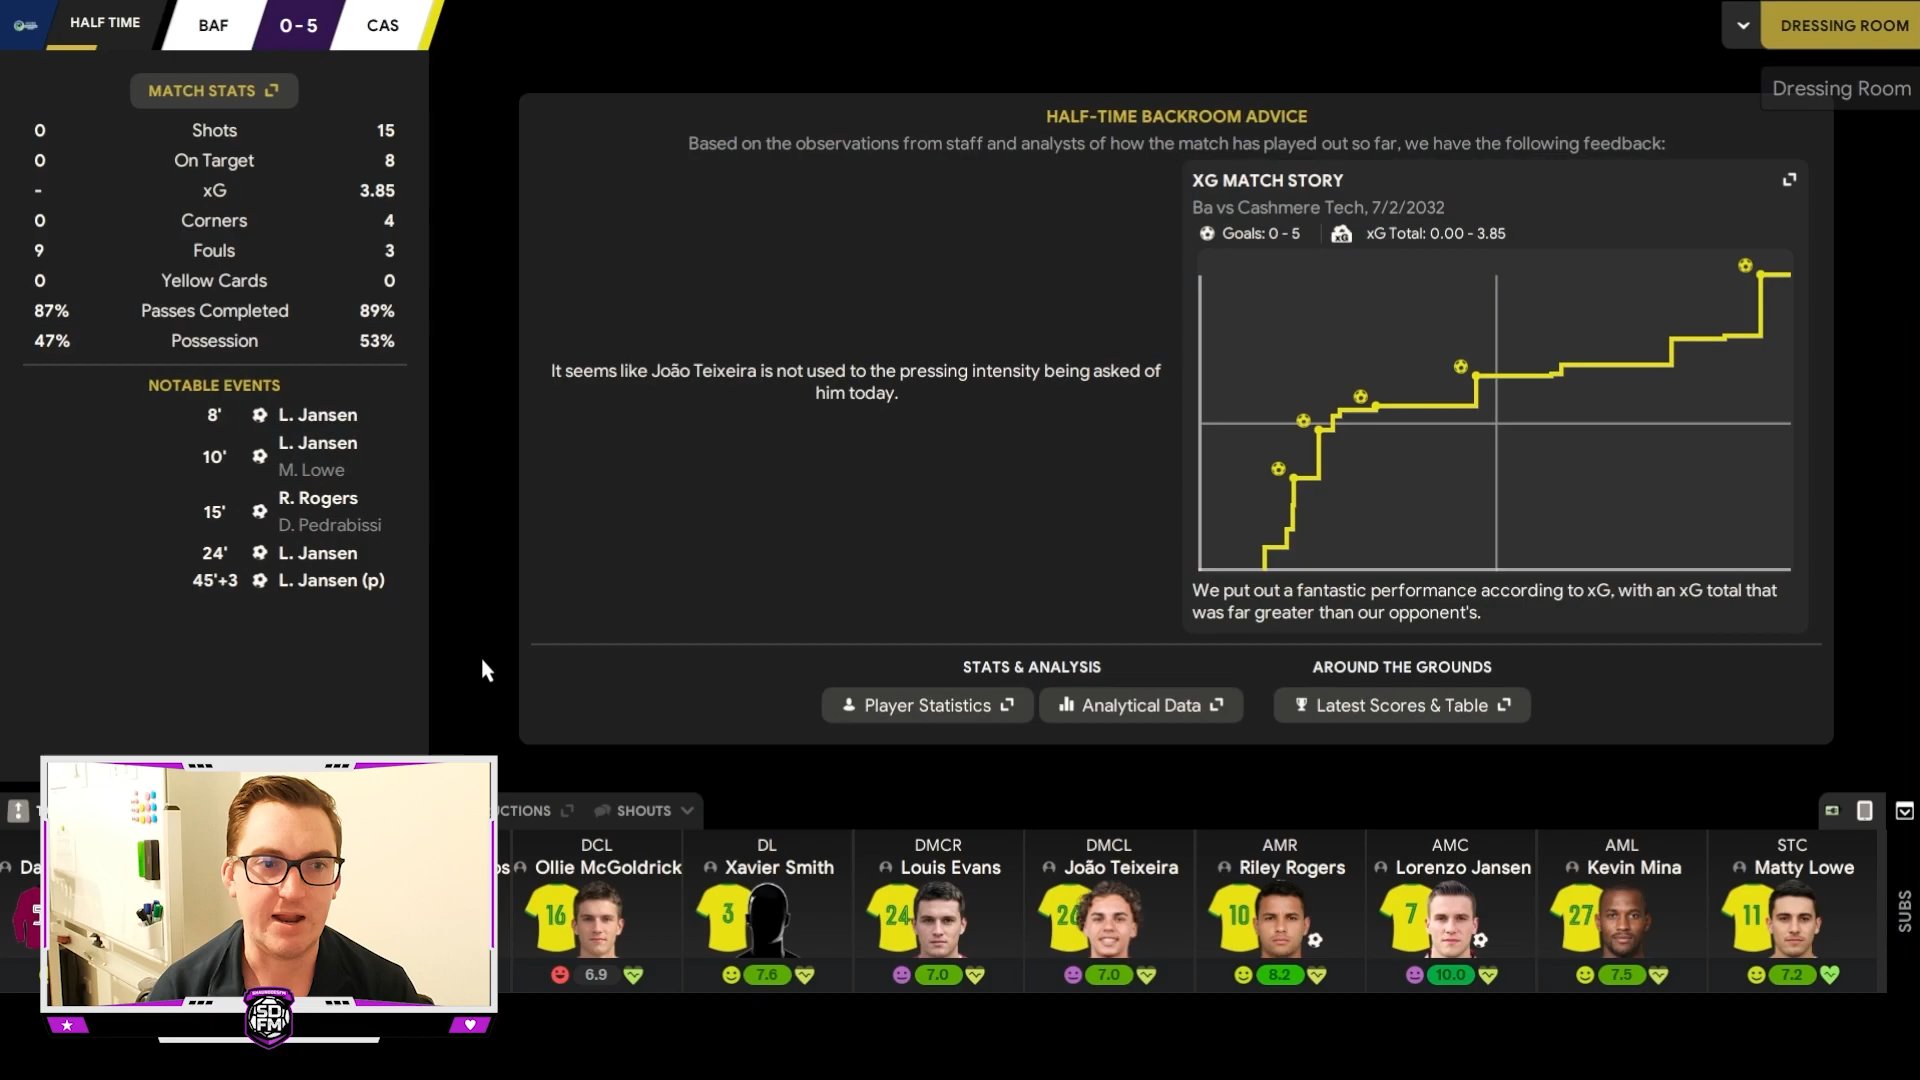 HALF TIME
BAF
0 - 5
CAS
DRESSING ROOM
Dressing Room
MATCH STATS
0 Shots 15
0 On Target 8
- xG 3.85
0 Corners 4
9 Fouls 3
0 Yellow Cards 0
87% Passes Completed 89%
47% Possession 53%
NOTABLE EVENTS
8' L. Jansen
10' L. Jansen
M. Lowe
15' R. Rogers
D. Pedrabissi
24' L. Jansen
45'+3 L. Jansen (p)
HALF-TIME BACKROOM ADVICE
Based on the observations from staff and analysts of how the match has played out so far, we have the following feedback:
It seems like João Teixeira is not used to the pressing intensity being asked of
him today.
XG MATCH STORY
Ba vs Cashmere Tech, 7/2/2032
Goals: 0 - 5 xG xG Total: 0.00 - 3.85
We put out a fantastic performance according to xG, with an xG total that
was far greater than our opponent's.
STATS & ANALYSIS
AROUND THE GROUNDS
Player Statistics
Analytical Data
Latest Scores & Table
UCTIONS
SHOUTS
Da
os
DCL
Ollie McGoldrick
16
6.9
DL
Xavier Smith
3
7.6
DMCR
Louis Evans
24
7.0
DMCL
João Teixeira
26
7.0
AMR
Riley Rogers
10
8.2
AMC
Lorenzo Jansen
7
10.0
AML
Kevin Mina
27
7.5
STC
Matty Lowe
11
7.2
SUBS
SD
FM